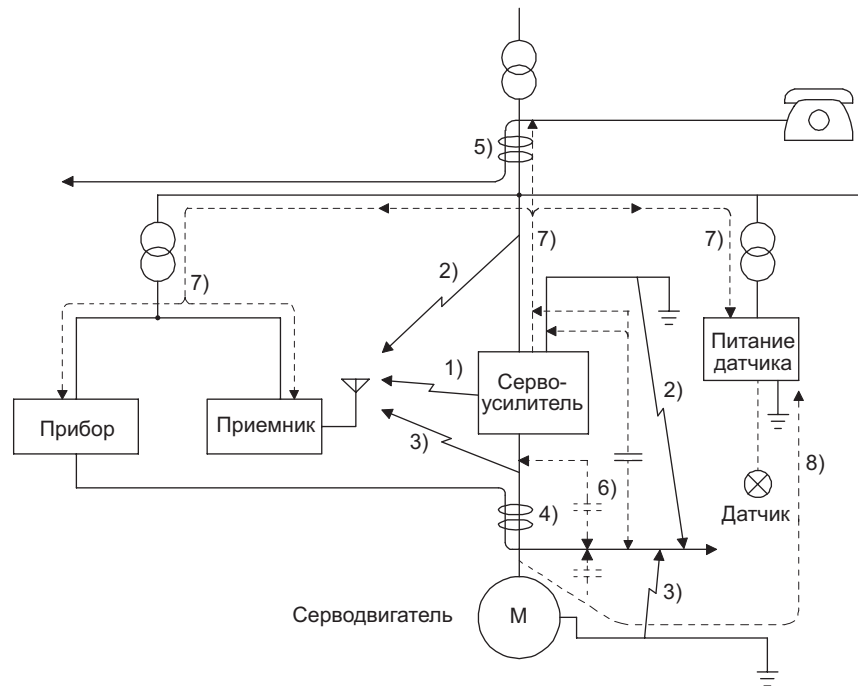 5)
7)
7)
2)
7)
Питание
датчика
1)
Серво-
усилитель
2)
Прибор
Приемник
3)
8)
6)
4)
Датчик
3)
Серводвигатель
M